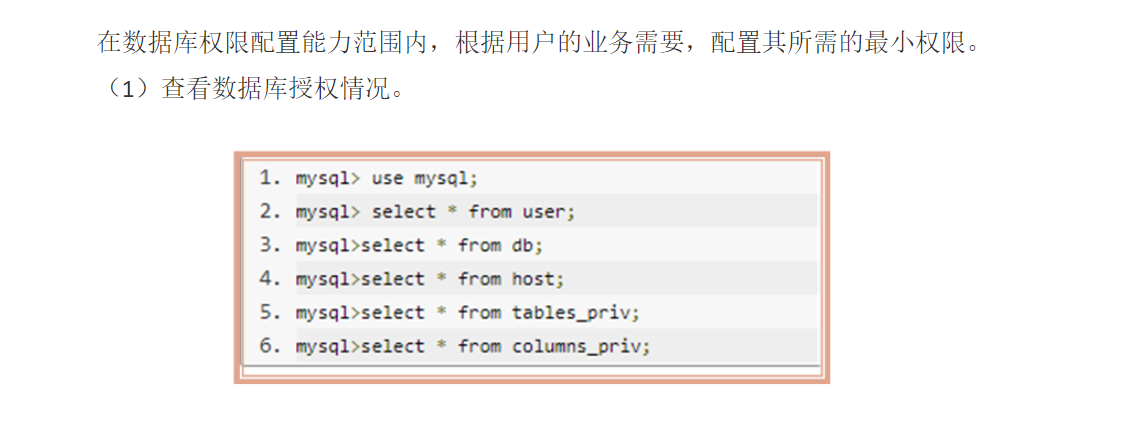 在数据库权限配置能力范围内，根据用户的业务需要，配置其所需的最小权限。
（1）查看数据库授权情况。
1. mysql> use mysql;
2. mysql> select * from user;
3. mysql>select * from db;
4. mysql>select * from host;
5. mysql>select * from tables_priv;
6. mysql>select * from columns_priv;